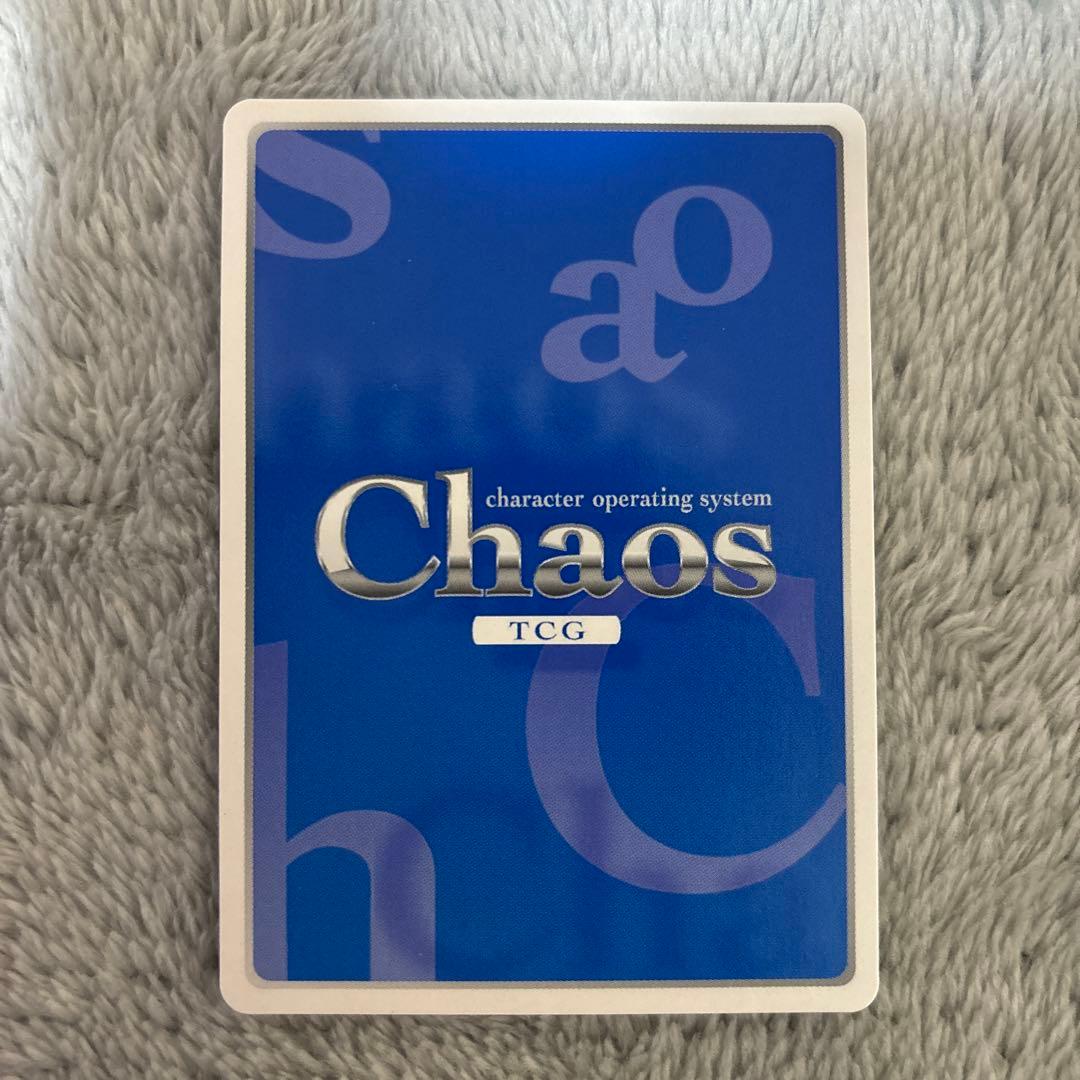 s
o
a
character operating system
Chaos
TCG
C
h